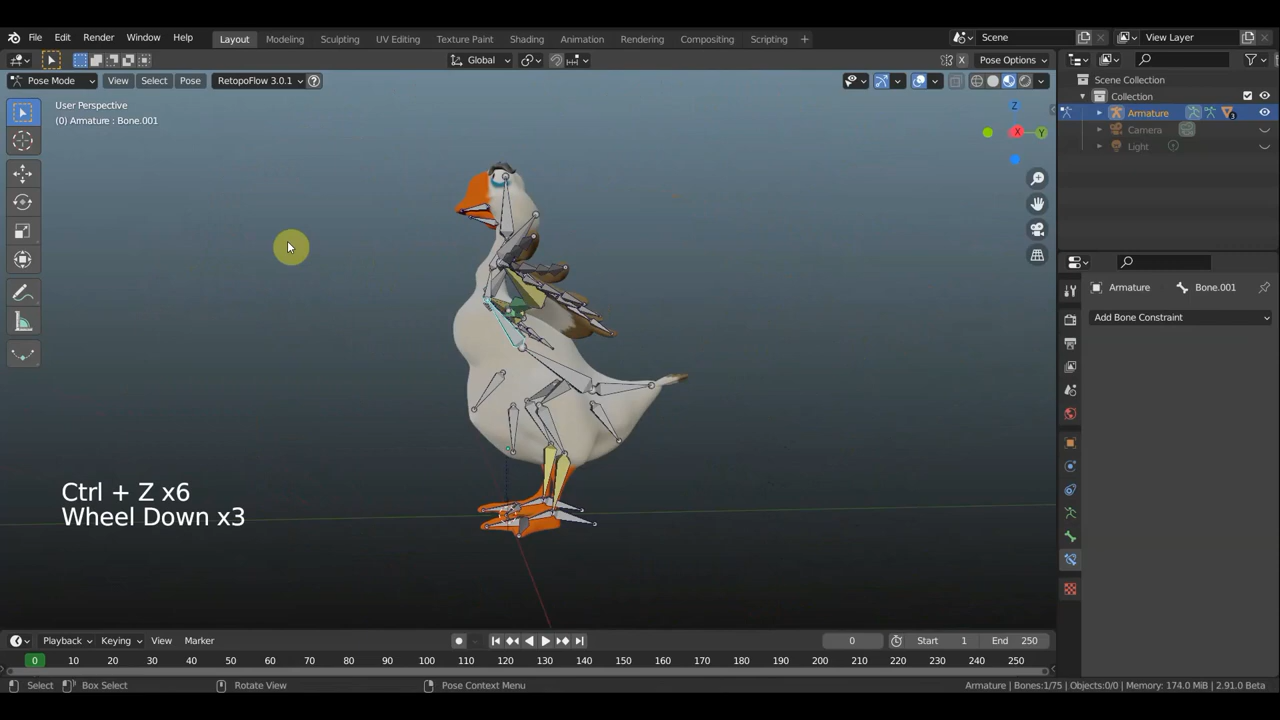 File Edit Render Window Help Layout Modeling Sculpting UV Editing Texture Paint Shading Animation Rendering Compositing Scripting + Scene View Layer
Global Pose Options
Pose Mode View Select Pose RetopoFlow 3.0.1
Scene Collection
Collection
Armature
Camera
Light
User Perspective
(0) Armature : Bone.001
Z
X
Y
Armature Bone.001
Add Bone Constraint
Ctrl + Z x6
Wheel Down x3
Playback Keying View Marker 0 Start 1 End 250
0 10 20 30 40 50 60 70 80 90 100 110 120 130 140 150 160 170 180 190 200 210 220 230 240 250
Select Box Select Rotate View Pose Context Menu Armature | Bones:1/75 | Objects:0/0 | Memory: 174.0 MiB | 2.91.0 Beta